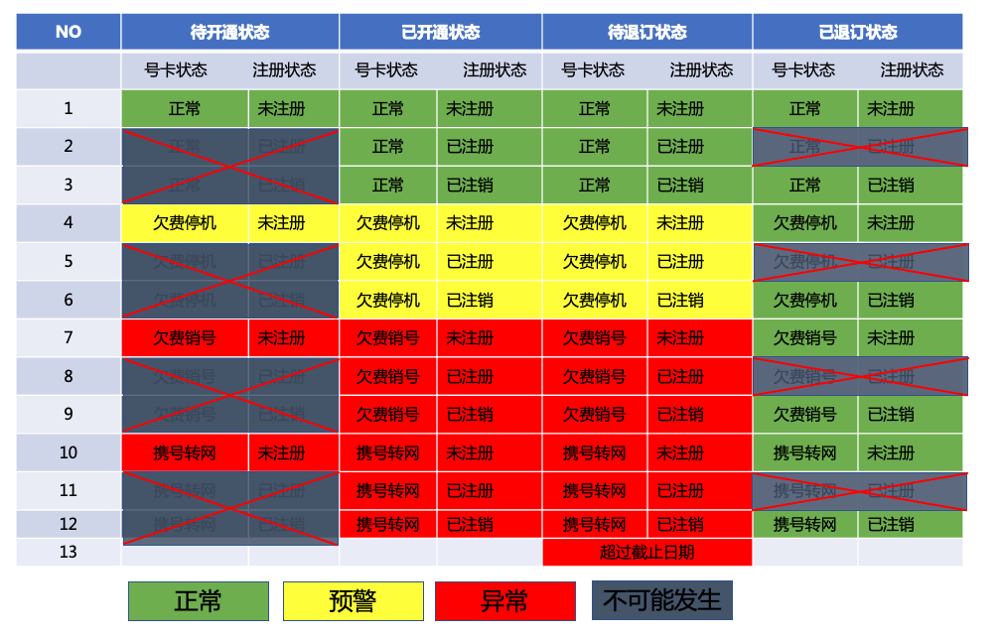 NO 待开通状态 已开通状态 待退订状态 已退订状态
号卡状态 注册状态 号卡状态 注册状态 号卡状态 注册状态 号卡状态 注册状态
1 正常 未注册 正常 未注册 正常 未注册 正常 未注册
2 正常 已注册 正常 已注册 正常 已注册 正常 已注册
3 正常 已注销 正常 已注销 正常 已注销 正常 已注销
4 欠费停机 未注册 欠费停机 未注册 欠费停机 未注册 欠费停机 未注册
5 欠费停机 已注册 欠费停机 已注册 欠费停机 已注册 欠费停机 已注册
6 欠费停机 已注销 欠费停机 已注销 欠费停机 已注销 欠费停机 已注销
7 欠费销号 未注册 欠费销号 未注册 欠费销号 未注册 欠费销号 未注册
8 欠费销号 已注册 欠费销号 已注册 欠费销号 已注册 欠费销号 已注册
9 欠费销号 已注销 欠费销号 已注销 欠费销号 已注销 欠费销号 已注销
10 携号转网 未注册 携号转网 未注册 携号转网 未注册 携号转网 未注册
11 携号转网 已注册 携号转网 已注册 携号转网 已注册 携号转网 已注册
12 携号转网 已注销 携号转网 已注销 携号转网 已注销 携号转网 已注销
13 超过截止日期
正常 预警 异常 不可能发生